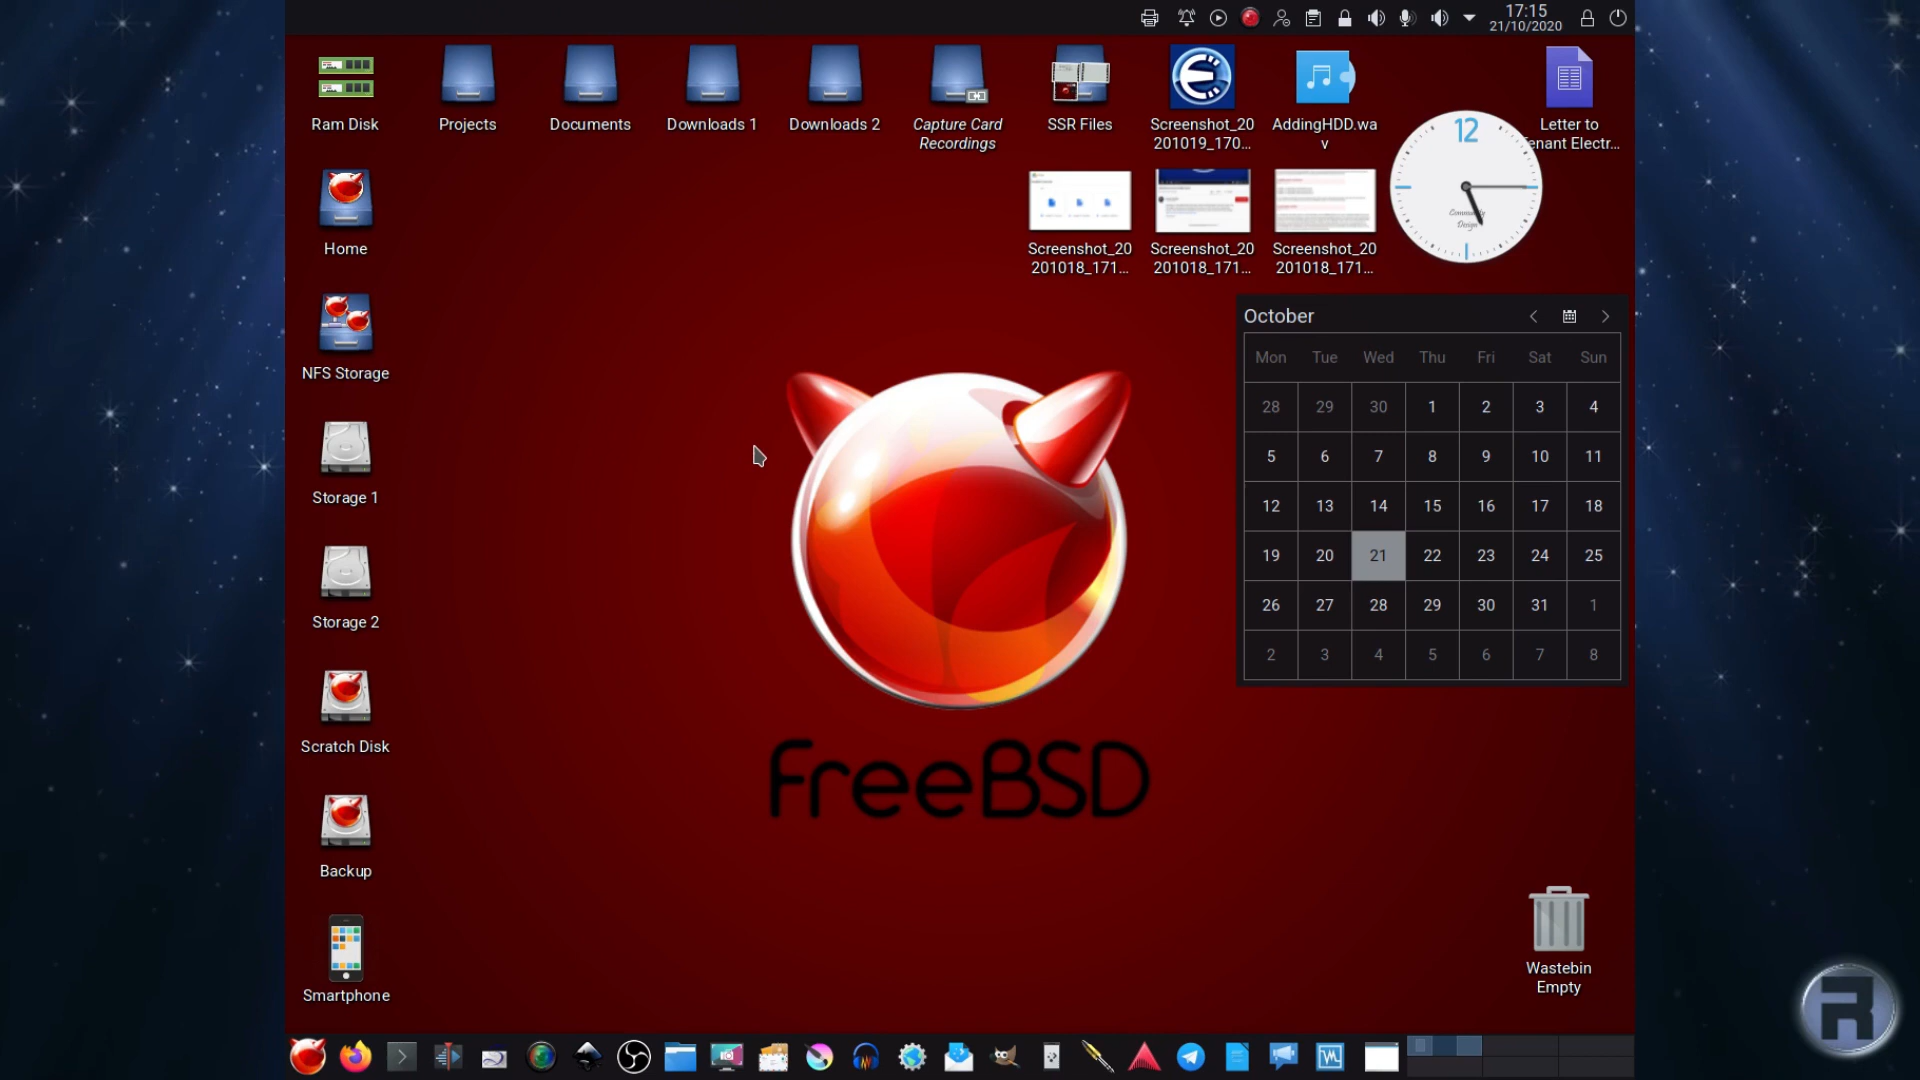 17:15
21/10/2020
Ram Disk
Projects
Documents
Downloads 1
Downloads 2
Capture Card
Recordings
SSR Files
Screenshot_20
201019_170...
AddingHDD.wa
v
Letter to
enant Electr...
12
Design
Home
Screenshot_20
201018_171...
Screenshot_20
201018_171...
Screenshot_20
201018_171...
NFS Storage
Storage 1
Storage 2
Scratch Disk
Backup
Smartphone
October
Mon Tue Wed Thu Fri Sat Sun
28 29 30 1 2 3 4
5 6 7 8 9 10 11
12 13 14 15 16 17 18
19 20 21 22 23 24 25
26 27 28 29 30 31 1
2 3 4 5 6 7 8
FreeBSD
Wastebin
Empty
R